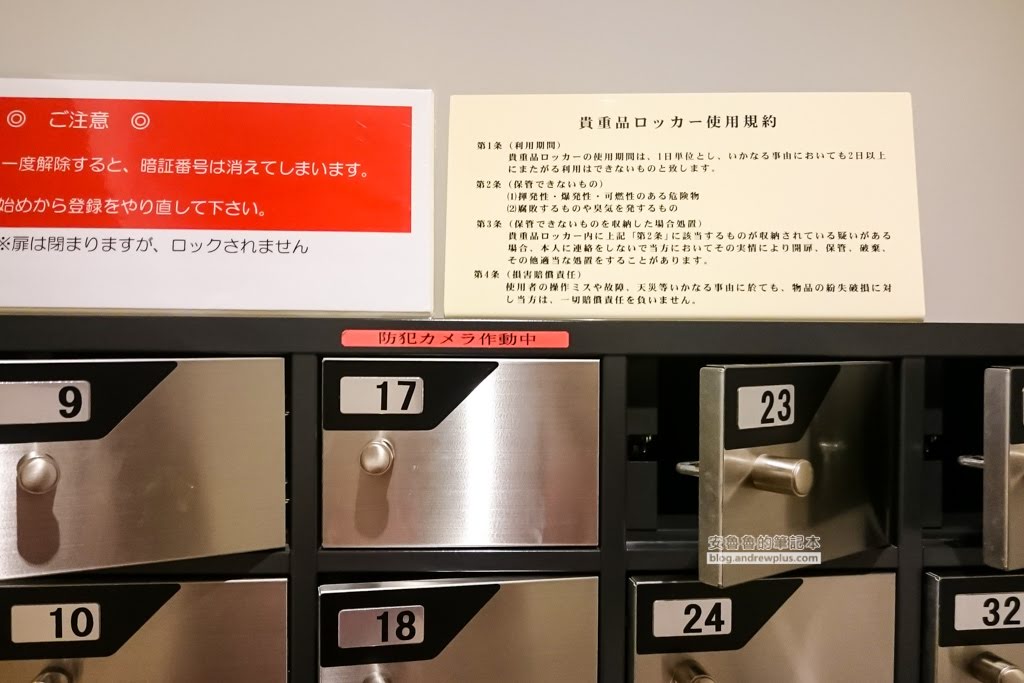 ◎ ご注意 ◎
一度解除すると、暗証番号は消えてしまいます。
始めから登録をやり直して下さい。
※扉は閉まりますが、ロックされません
貴重品ロッカー使用規約
第1条（利用期間）
貴重品ロッカーの使用期間は、1日単位とし、いかなる事由においても2日以上
にまたがる利用はできないものと致します。
第2条（保管できないもの）
⑴揮発性・爆発性・可燃性のある危険物
⑵腐敗するものや臭気を発するもの
第3条（保管できないものを収納した場合処置）
貴重品ロッカー内に上記「第2条」に該当するものが収納されている疑いがある
場合、本人に連絡をしないで当方においてその実情により開扉、保管、破棄、
その他適当な処置をすることがあります。
第4条（損害賠償責任）
使用者の操作ミスや故障、天災等いかなる事由に於ても、物品の紛失破損に対
し当方は、一切賠償責任を負いません。
防犯カメラ作動中
9
17
23
安魯魯的筆記本
blog.andrewplus.com
10
18
24
32